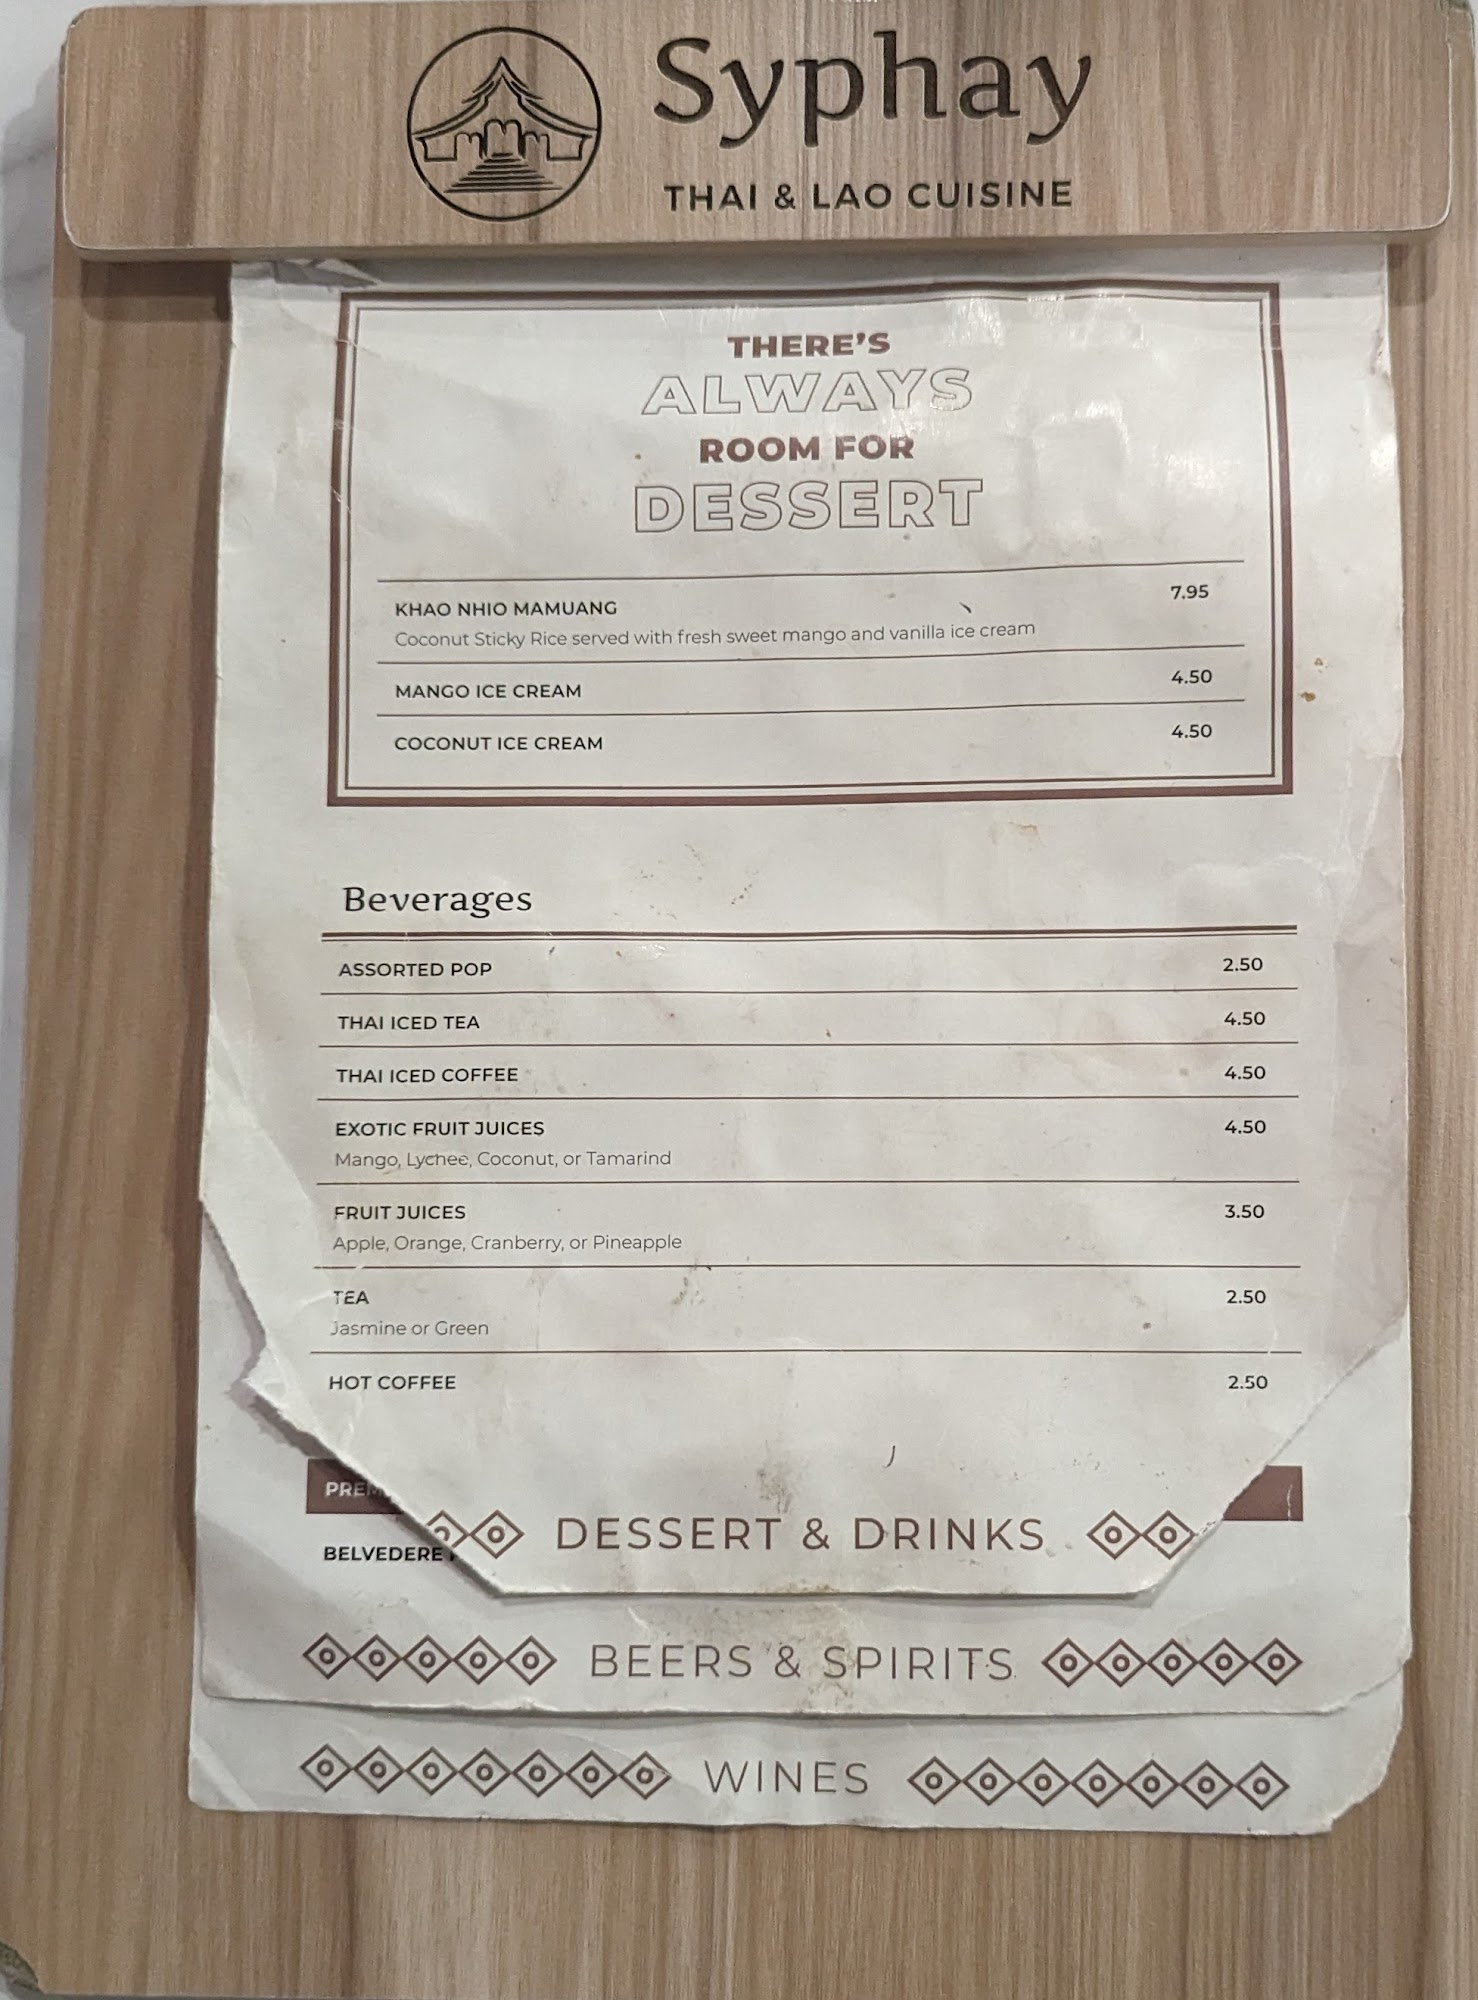 Syphay
THAI & LAO CUISINE
THERE'S
ALWAYS
ROOM FOR
DESSERT
KHAO NHIO MAMUANG 7.95
Coconut Sticky Rice served with fresh sweet mango and vanilla ice cream
MANGO ICE CREAM 4.50
COCONUT ICE CREAM 4.50
Beverages
ASSORTED POP 2.50
THAI ICED TEA 4.50
THAI ICED COFFEE 4.50
EXOTIC FRUIT JUICES 4.50
Mango, Lychee, Coconut, or Tamarind
FRUIT JUICES 3.50
Apple, Orange, Cranberry, or Pineapple
TEA 2.50
Jasmine or Green
HOT COFFEE 2.50
DESSERT & DRINKS
BELVEDERE
BEERS & SPIRITS
WINES